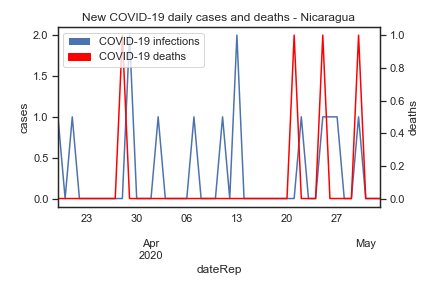 New COVID-19 daily cases and deaths - Nicaragua
COVID-19 infections
COVID-19 deaths
2.0
1.5
1.0
0.5
0.0
cases
1.0
0.8
0.6
0.4
0.2
0.0
deaths
23 30 06 13 20 27
Apr May
2020
dateRep